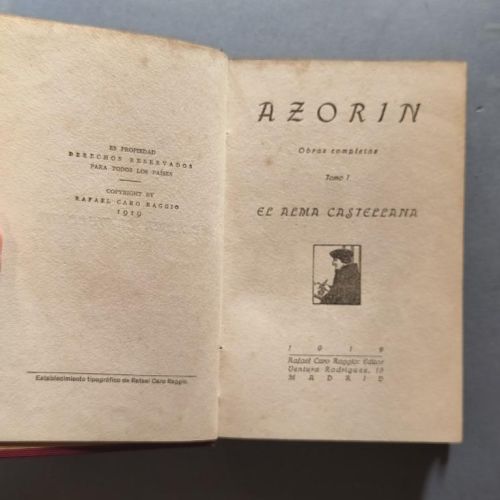 ES PROPIEDAD
DERECHOS RESERVADOS
PARA TODOS LOS PAÍSES
COPYRIGHT BY
RAFAEL CARO RAGGIO
1919
Establecimiento tipográfico de Rafael Caro Raggio.
AZORIN
Obras completas
Tomo I
EL ALMA CASTELLANA
1919
Rafael Caro Raggio: Editor
Ventura Rodríguez, 18
MADRID